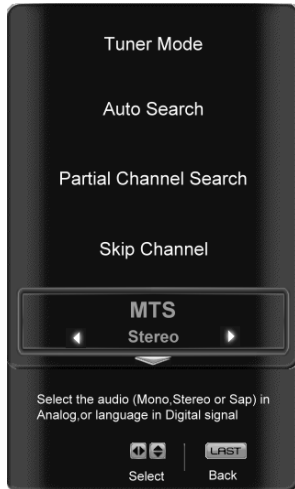 Tuner Mode
Auto Search
Partial Channel Search
Skip Channel
MTS
Stereo
Select the audio (Mono,Stereo or Sap) in
Analog,or language in Digital signal
LAST
Select Back